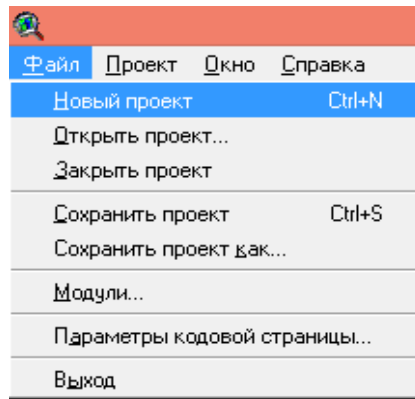 Файл Проект Окно Справка
Новый проект Ctrl+N
Открыть проект...
Закрыть проект
Сохранить проект Ctrl+S
Сохранить проект как...
Модули...
Параметры кодовой страницы...
Выход